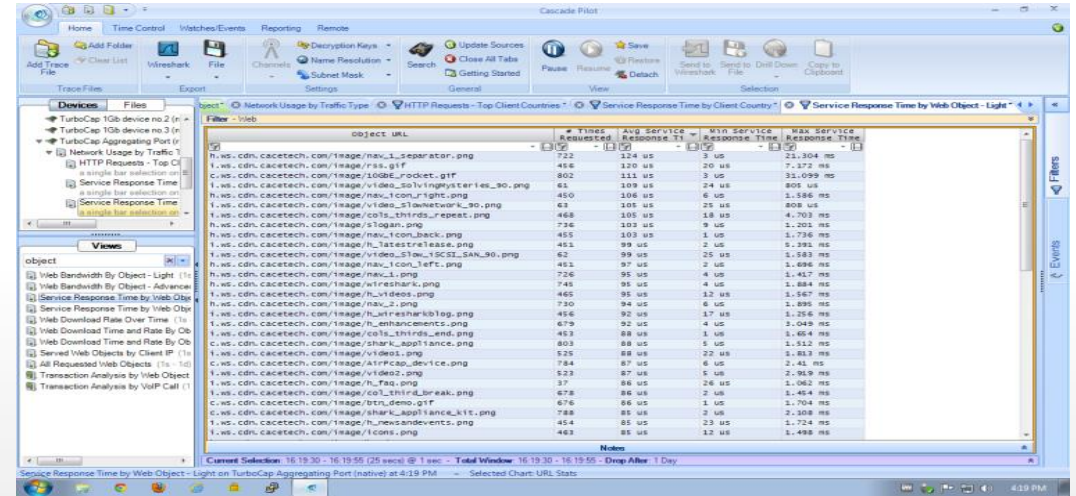 Cascade Pilot
Home Time Control Watches/Events Reporting Remote
Add Trace File
Add Folder
Clear List
Wireshark
File
Channels
Decryption Keys
Name Resolution
Subnet Mask
Search
Update Sources
Close All Tabs
Getting Started
Pause
Resume
Save
Restore
Detach
Send to Wireshark
Send to File
Drill Down
Copy to Clipboard
Trace Files Export Settings General View Selection
Devices Files
TurboCap 1Gb device no.2 (r
TurboCap 1Gb device no.3 (r
TurboCap Aggregating Port (r
Network Usage by Traffic T
HTTP Requests - Top Cl
a single bar selection on
Service Response Time
a single bar selection on
Service Response Time
a single bar selection on
Views
object
Web Bandwidth By Object - Light (1s
Web Bandwidth By Object - Advancer
Service Response Time by Web Obje
Service Response Time by Web Obje
Web Bandwidth Rate Over Time (1s
Web Download Time and Rate By Ob
Web Download Time and Rate By Ob
Served Web Objects by Client IP (1s
All Requested Web Objects (1s - 1d)
Transaction Analysis by Web Object
Transaction Analysis by VoIP Call (1
bject" Network Usage by Traffic Type HTTP Requests - Top Client Countries * Service Response Time by Client Country * Service Response Time by Web Object - Light *
Filter - Web
Object URL # Times Requested Avg Service Response Ti Min Service Response Time Max Service Response Time
h.ws.cdn.cacetech.com/image/nav_1_separator.png 722 124 us 3 us 21.304 ms
i.ws.cdn.cacetech.com/image/rss.gif 456 120 us 20 us 7.172 ms
c.ws.cdn.cacetech.com/image/10GbE_rocket.gif 802 111 us 3 us 31.099 ms
i.ws.cdn.cacetech.com/image/video_SolvingMysteries_90.png 61 109 us 24 us 805 us
h.ws.cdn.cacetech.com/image/nav_icon_right.png 450 106 us 6 us 1.586 ms
i.ws.cdn.cacetech.com/image/video_SlowNetwork_90.png 63 105 us 25 us 808 us
i.ws.cdn.cacetech.com/image/cols_thirds_repeat.png 468 105 us 18 us 4.703 ms
h.ws.cdn.cacetech.com/image/slogan.png 736 103 us 9 us 1.201 ms
h.ws.cdn.cacetech.com/image/nav_icon_back.png 455 103 us 1 us 1.736 ms
i.ws.cdn.cacetech.com/image/h_latestrelease.png 451 99 us 2 us 5.391 ms
i.ws.cdn.cacetech.com/image/video_Slow_iSCSI_SAN_90.png 62 99 us 25 us 1.583 ms
h.ws.cdn.cacetech.com/image/nav_icon_left.png 451 97 us 2 us 1.696 ms
h.ws.cdn.cacetech.com/image/nav_1.png 726 95 us 4 us 1.417 ms
h.ws.cdn.cacetech.com/image/wireshark.png 745 95 us 4 us 1.884 ms
i.ws.cdn.cacetech.com/image/h_videos.png 465 95 us 12 us 1.567 ms
h.ws.cdn.cacetech.com/image/nav_2.png 730 94 us 6 us 1.895 ms
i.ws.cdn.cacetech.com/image/h_wiresharkblog.png 456 92 us 17 us 1.256 ms
i.ws.cdn.cacetech.com/image/h_enhancements.png 679 92 us 4 us 3.049 ms
i.ws.cdn.cacetech.com/image/cols_thirds_end.png 453 88 us 1 us 1.654 ms
c.ws.cdn.cacetech.com/image/shark_appliance.png 803 88 us 5 us 1.512 ms
i.ws.cdn.cacetech.com/image/video1.png 525 88 us 22 us 1.813 ms
c.ws.cdn.cacetech.com/image/AirPcap_device.png 784 87 us 6 us 2.41 ms
i.ws.cdn.cacetech.com/image/video2.png 523 87 us 5 us 2.919 ms
i.ws.cdn.cacetech.com/image/h_faq.png 37 86 us 26 us 1.062 ms
i.ws.cdn.cacetech.com/image/col_third_break.png 678 86 us 2 us 1.454 ms
i.ws.cdn.cacetech.com/image/btn_demo.gif 676 86 us 1 us 1.704 ms
c.ws.cdn.cacetech.com/image/shark_appliance_kit.png 788 85 us 2 us 2.108 ms
i.ws.cdn.cacetech.com/image/h_newsandevents.png 454 85 us 23 us 1.724 ms
i.ws.cdn.cacetech.com/image/icons.png 463 85 us 12 us 1.498 ms
Notes
Current Selection: 16:19:30 - 16:19:55 (25 secs) @ 1 sec - Total Window: 16:19:30 - 16:19:55 - Drop After: 1 Day
Service Response Time by Web Object - Light on TurboCap Aggregating Port (native) at 4:19 PM - Selected Chart: URL Stats
Filters
Events
4:19 PM